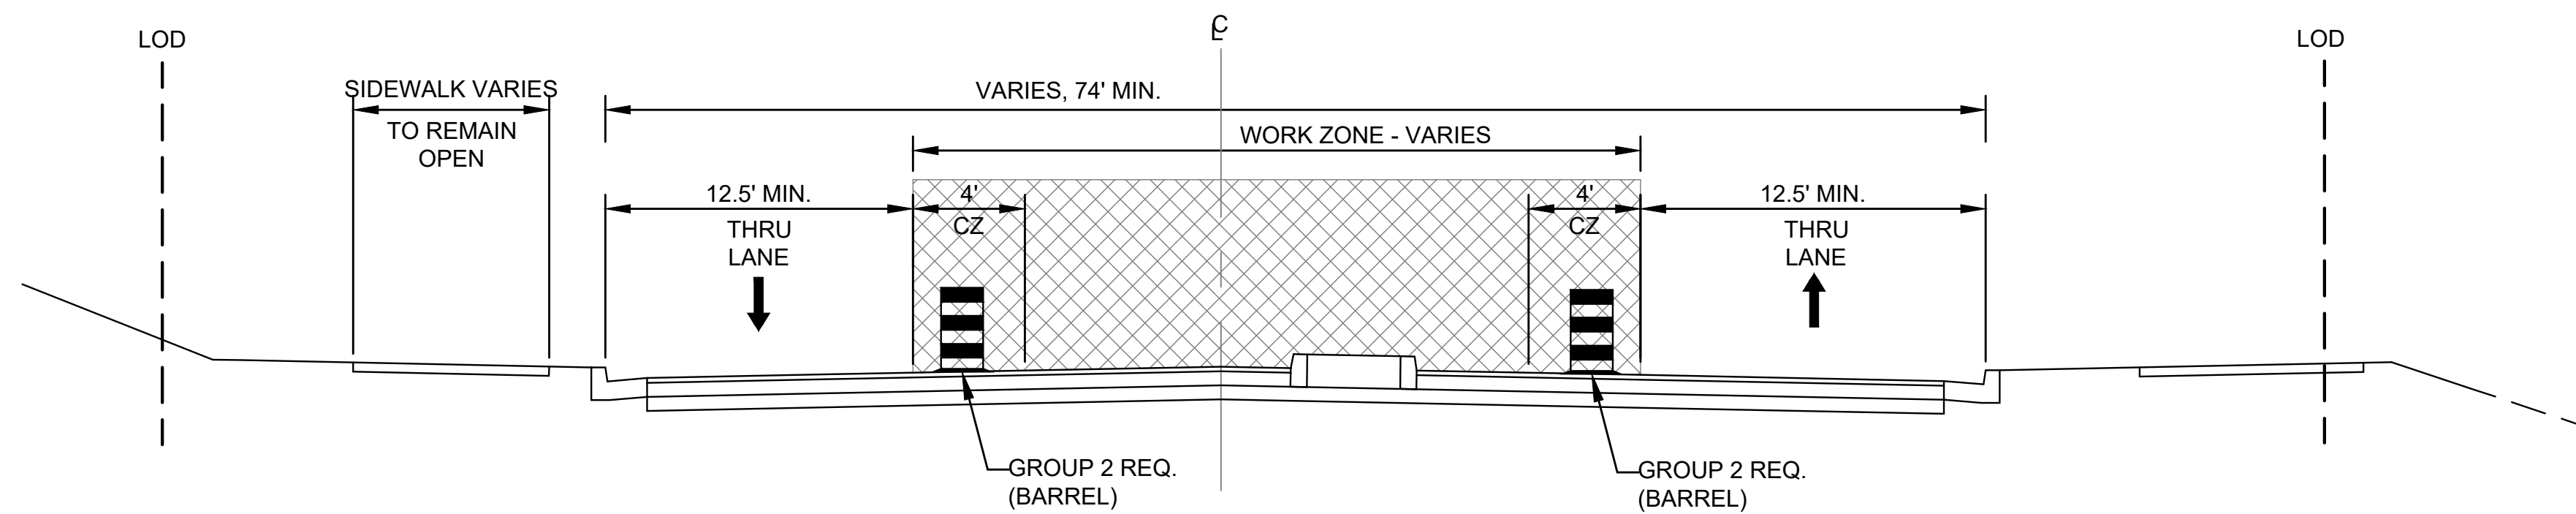 LOD
CL
LOD
SIDEWALK VARIES
TO REMAIN
OPEN
VARIES, 74' MIN.
WORK ZONE - VARIES
12.5' MIN.
THRU
LANE
4'
CZ
4'
CZ
12.5' MIN.
THRU
LANE
GROUP 2 REQ.
(BARREL)
GROUP 2 REQ.
(BARREL)